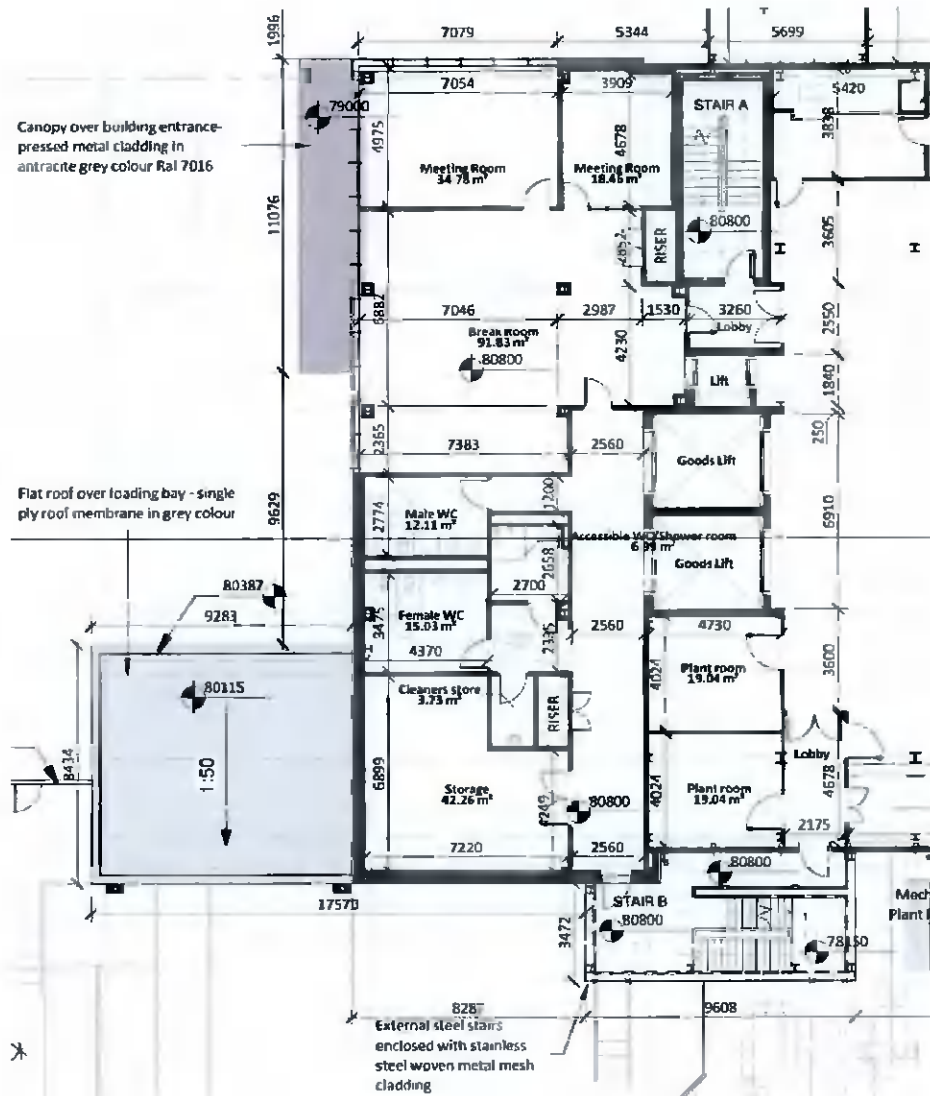 7079
5344
5699
1996
7054
3909
5420
STAIR A
79000
Canopy over building entrance-
pressed metal cladding in
antracite grey colour Ral 7016
4975
4678
3838
Meeting Room
34.78 m²
Meeting Room
18.46 m²
11076
80800
RISER
2852
3605
6882
7046
2987
1530
3260
Lobby
2550
Break Room
91.83 m²
80800
4230
Lift
1840
2365
7383
2560
250
Goods Lift
Flat roof over loading bay - single
ply roof membrane in grey colour
9629
2774
Male WC
12.11 m²
1200
6910
Accessible WC/Shower room
6.99 m²
Goods Lift
2658
2700
80387
9283
3475
Female WC
15.03 m²
2335
2560
4730
4370
4024
Plant room
19.04 m²
3600
Cleaners store
3.73 m²
80115
RISER
Lobby
8434
1:50
6899
Storage
42.26 m²
80800
4024
Plant room
19.04 m²
4678
2175
7220
2560
80800
17570
STAIR B
80800
3472
78150
Mech
Plant
9608
External steel stairs
enclosed with stainless
steel woven metal mesh
cladding